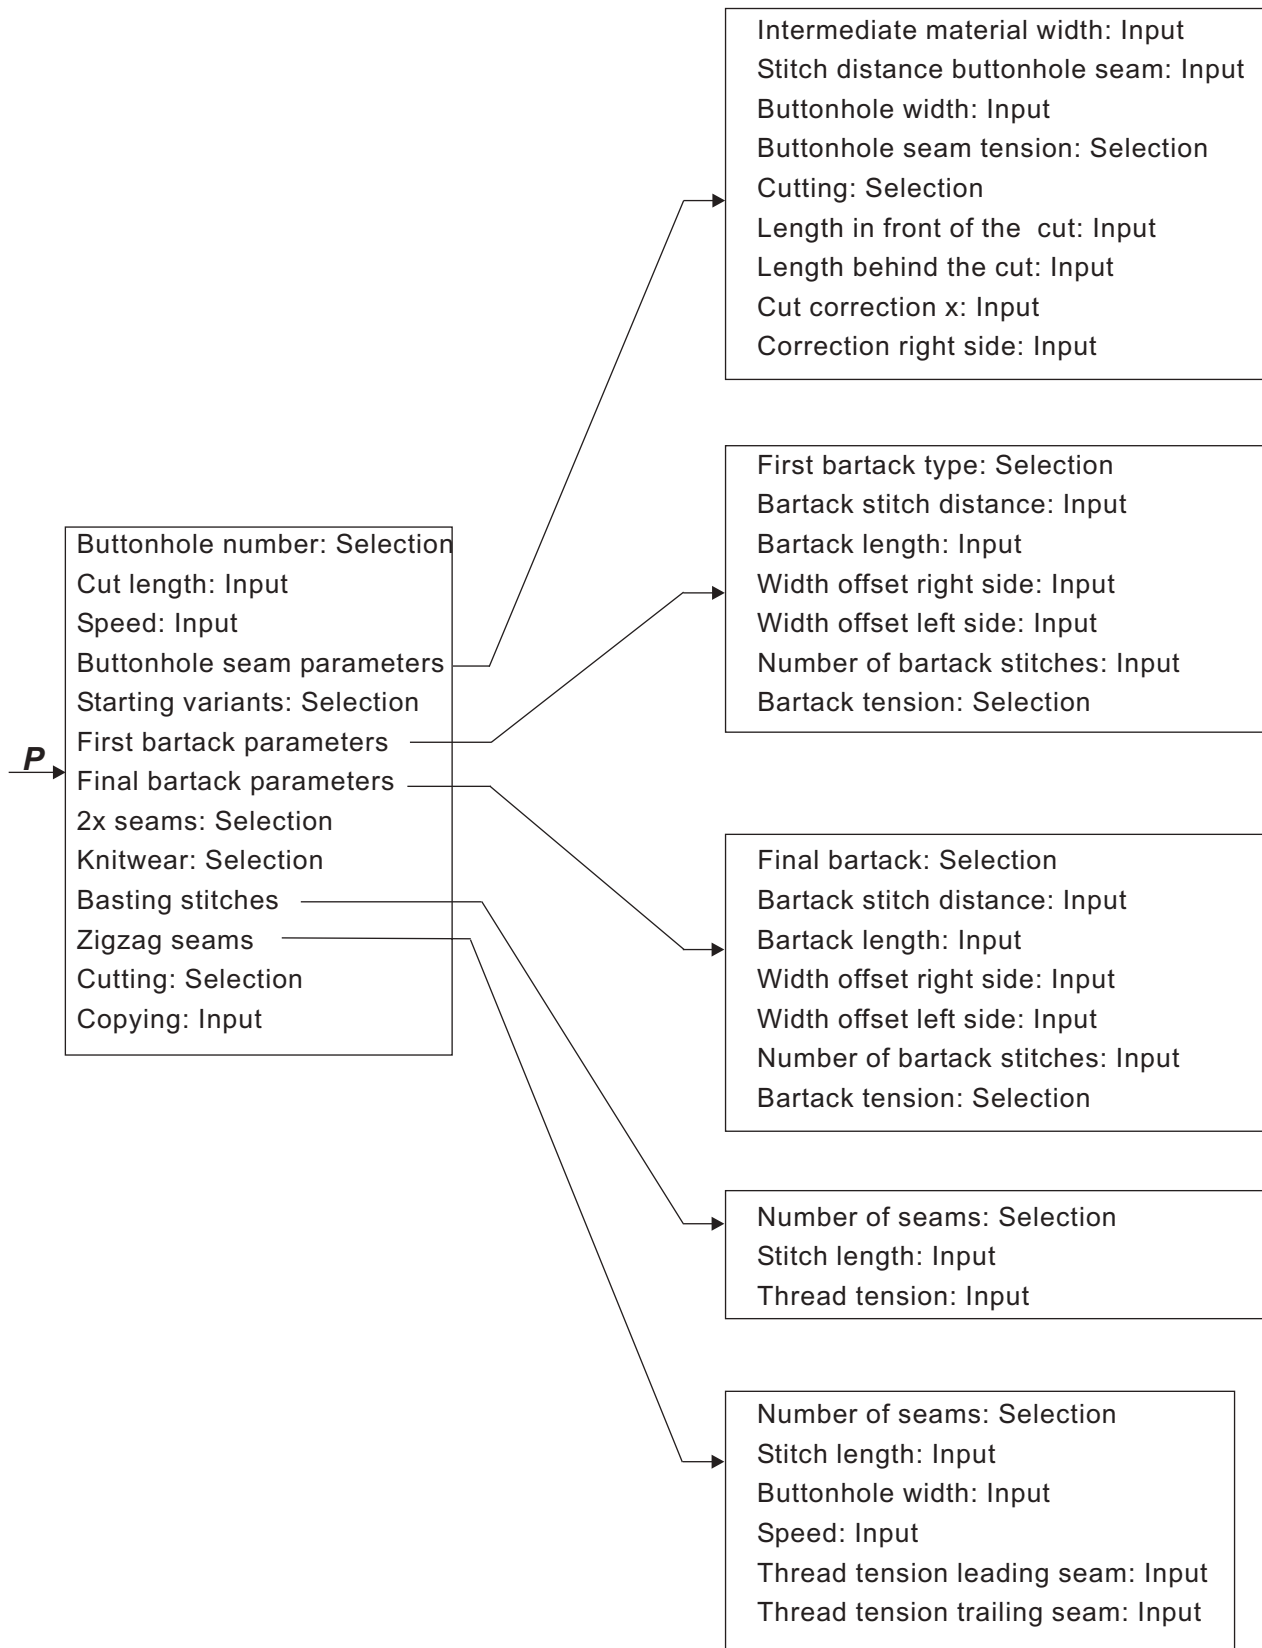 Intermediate material width: Input
Stitch distance buttonhole seam: Input
Buttonhole width: Input
Buttonhole seam tension: Selection
Cutting: Selection
Length in front of the cut: Input
Length behind the cut: Input
Cut correction x: Input
Correction right side: Input
First bartack type: Selection
Bartack stitch distance: Input
Bartack length: Input
Width offset right side: Input
Width offset left side: Input
Number of bartack stitches: Input
Bartack tension: Selection
P
Buttonhole number: Selection
Cut length: Input
Speed: Input
Buttonhole seam parameters
Starting variants: Selection
First bartack parameters
Final bartack parameters
2x seams: Selection
Knitwear: Selection
Basting stitches
Zigzag seams
Cutting: Selection
Copying: Input
Final bartack: Selection
Bartack stitch distance: Input
Bartack length: Input
Width offset right side: Input
Width offset left side: Input
Number of bartack stitches: Input
Bartack tension: Selection
Number of seams: Selection
Stitch length: Input
Thread tension: Input
Number of seams: Selection
Stitch length: Input
Buttonhole width: Input
Speed: Input
Thread tension leading seam: Input
Thread tension trailing seam: Input